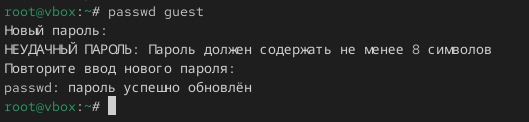 root@vbox:~# passwd guest
Новый пароль:
НЕУДАЧНЫЙ ПАРОЛЬ: Пароль должен содержать не менее 8 символов
Повторите ввод нового пароля:
passwd: пароль успешно обновлён
root@vbox:~#